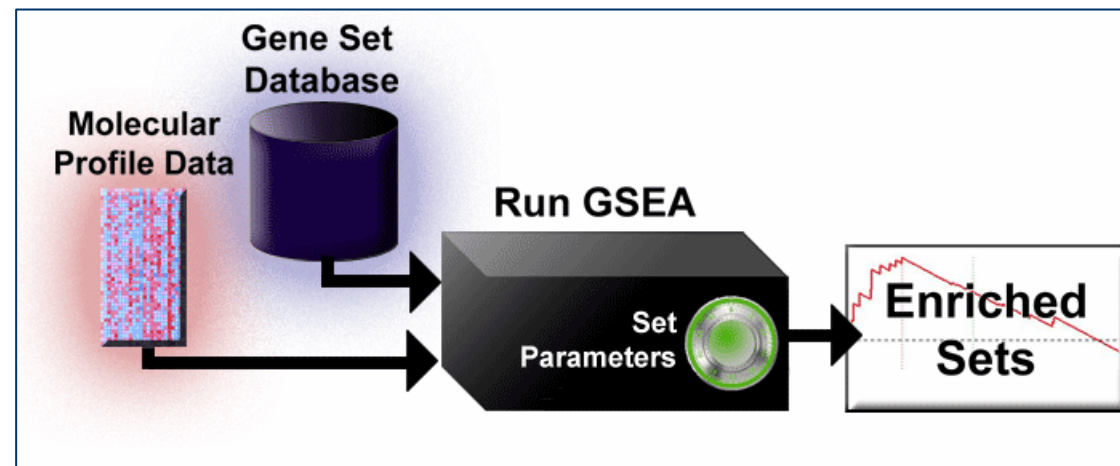 Gene Set
Database
Molecular
Profile Data
Run GSEA
Set
Parameters
Enriched
Sets